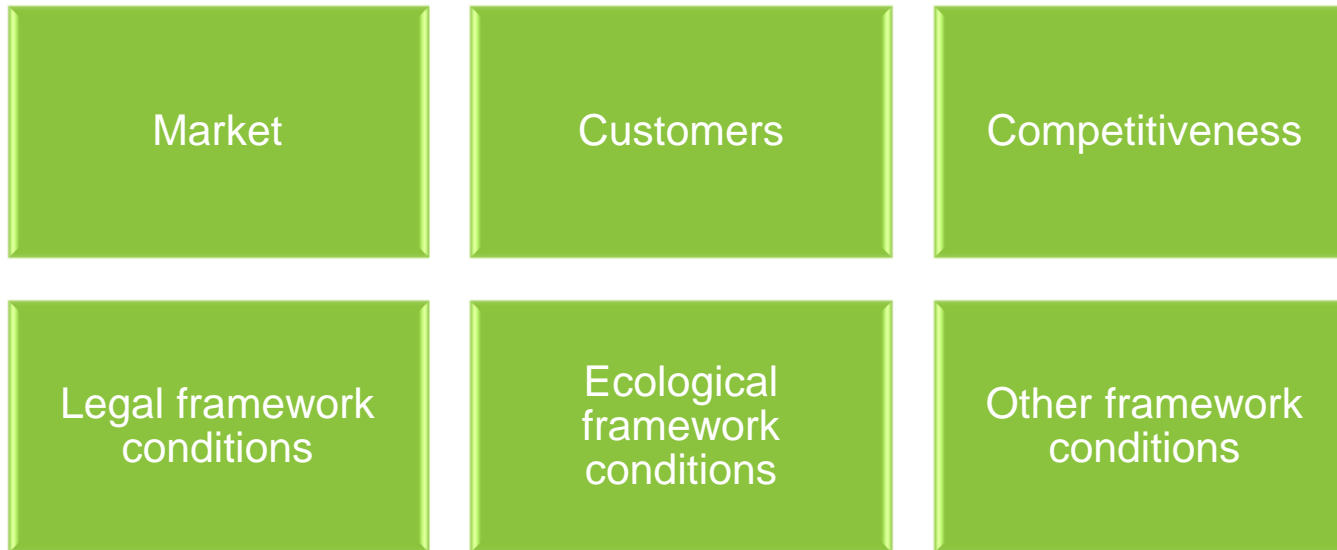 Market
Customers
Competitiveness
Legal framework
conditions
Ecological
framework
conditions
Other framework
conditions